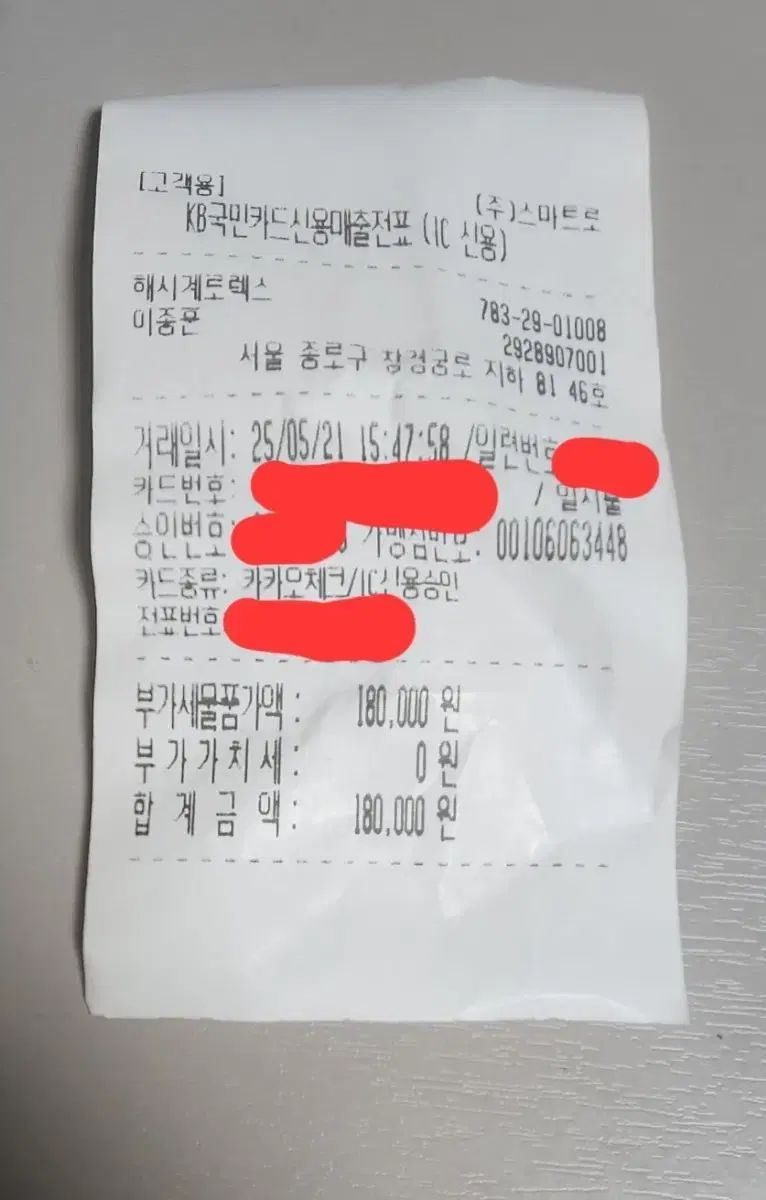 [고객용]
(주)스마트로
KB국민카드신용매출전표 (IC 신용)
해시계로렉스
783-29-01008
이종푠
2928907001
서울 종로구 창경궁로 지하 81 46호
거래일시: 25/05/21 15:47:58 /일련번호
카드번호: / 일시불
승인번호: 가맹점번호: 00106063448
카드종류: 카카오체크/IC신용승인
전표번호
부가세물품가액: 180,000 원
부가가치세: 0 원
합계금액: 180,000 원